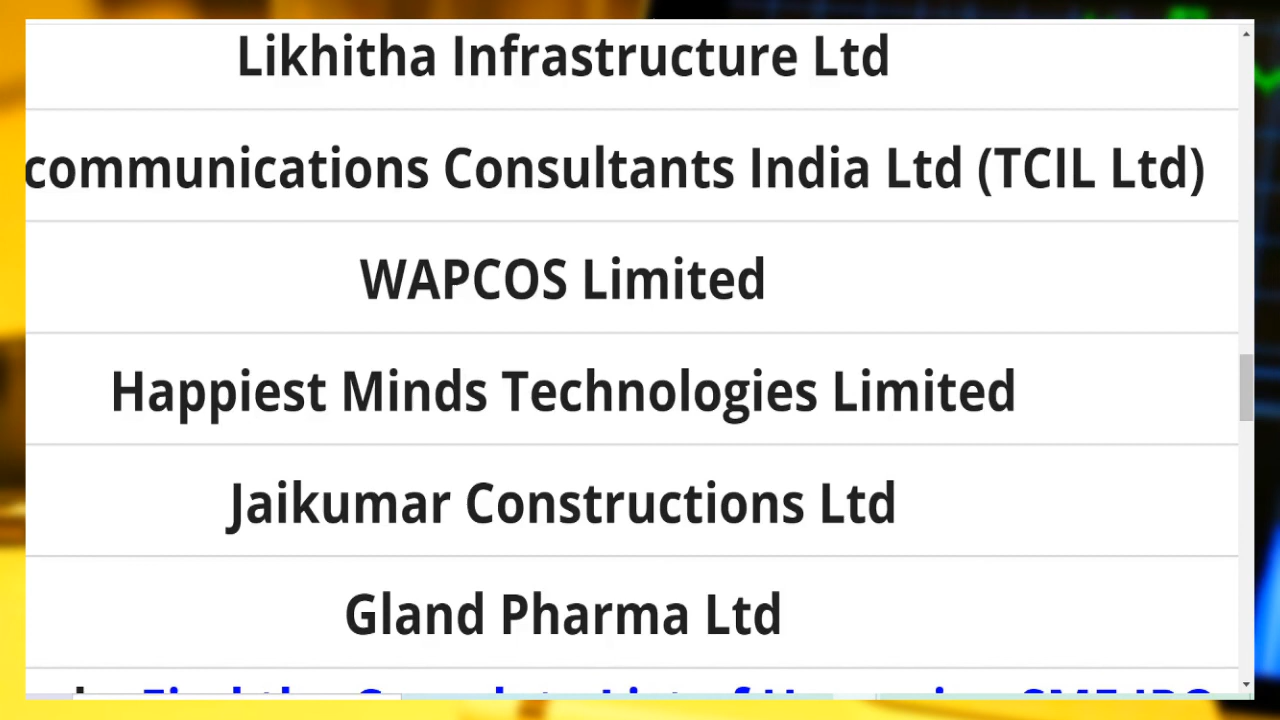 Likhitha Infrastructure Ltd
communications Consultants India Ltd (TCIL Ltd)
WAPCOS Limited
Happiest Minds Technologies Limited
Jaikumar Constructions Ltd
Gland Pharma Ltd